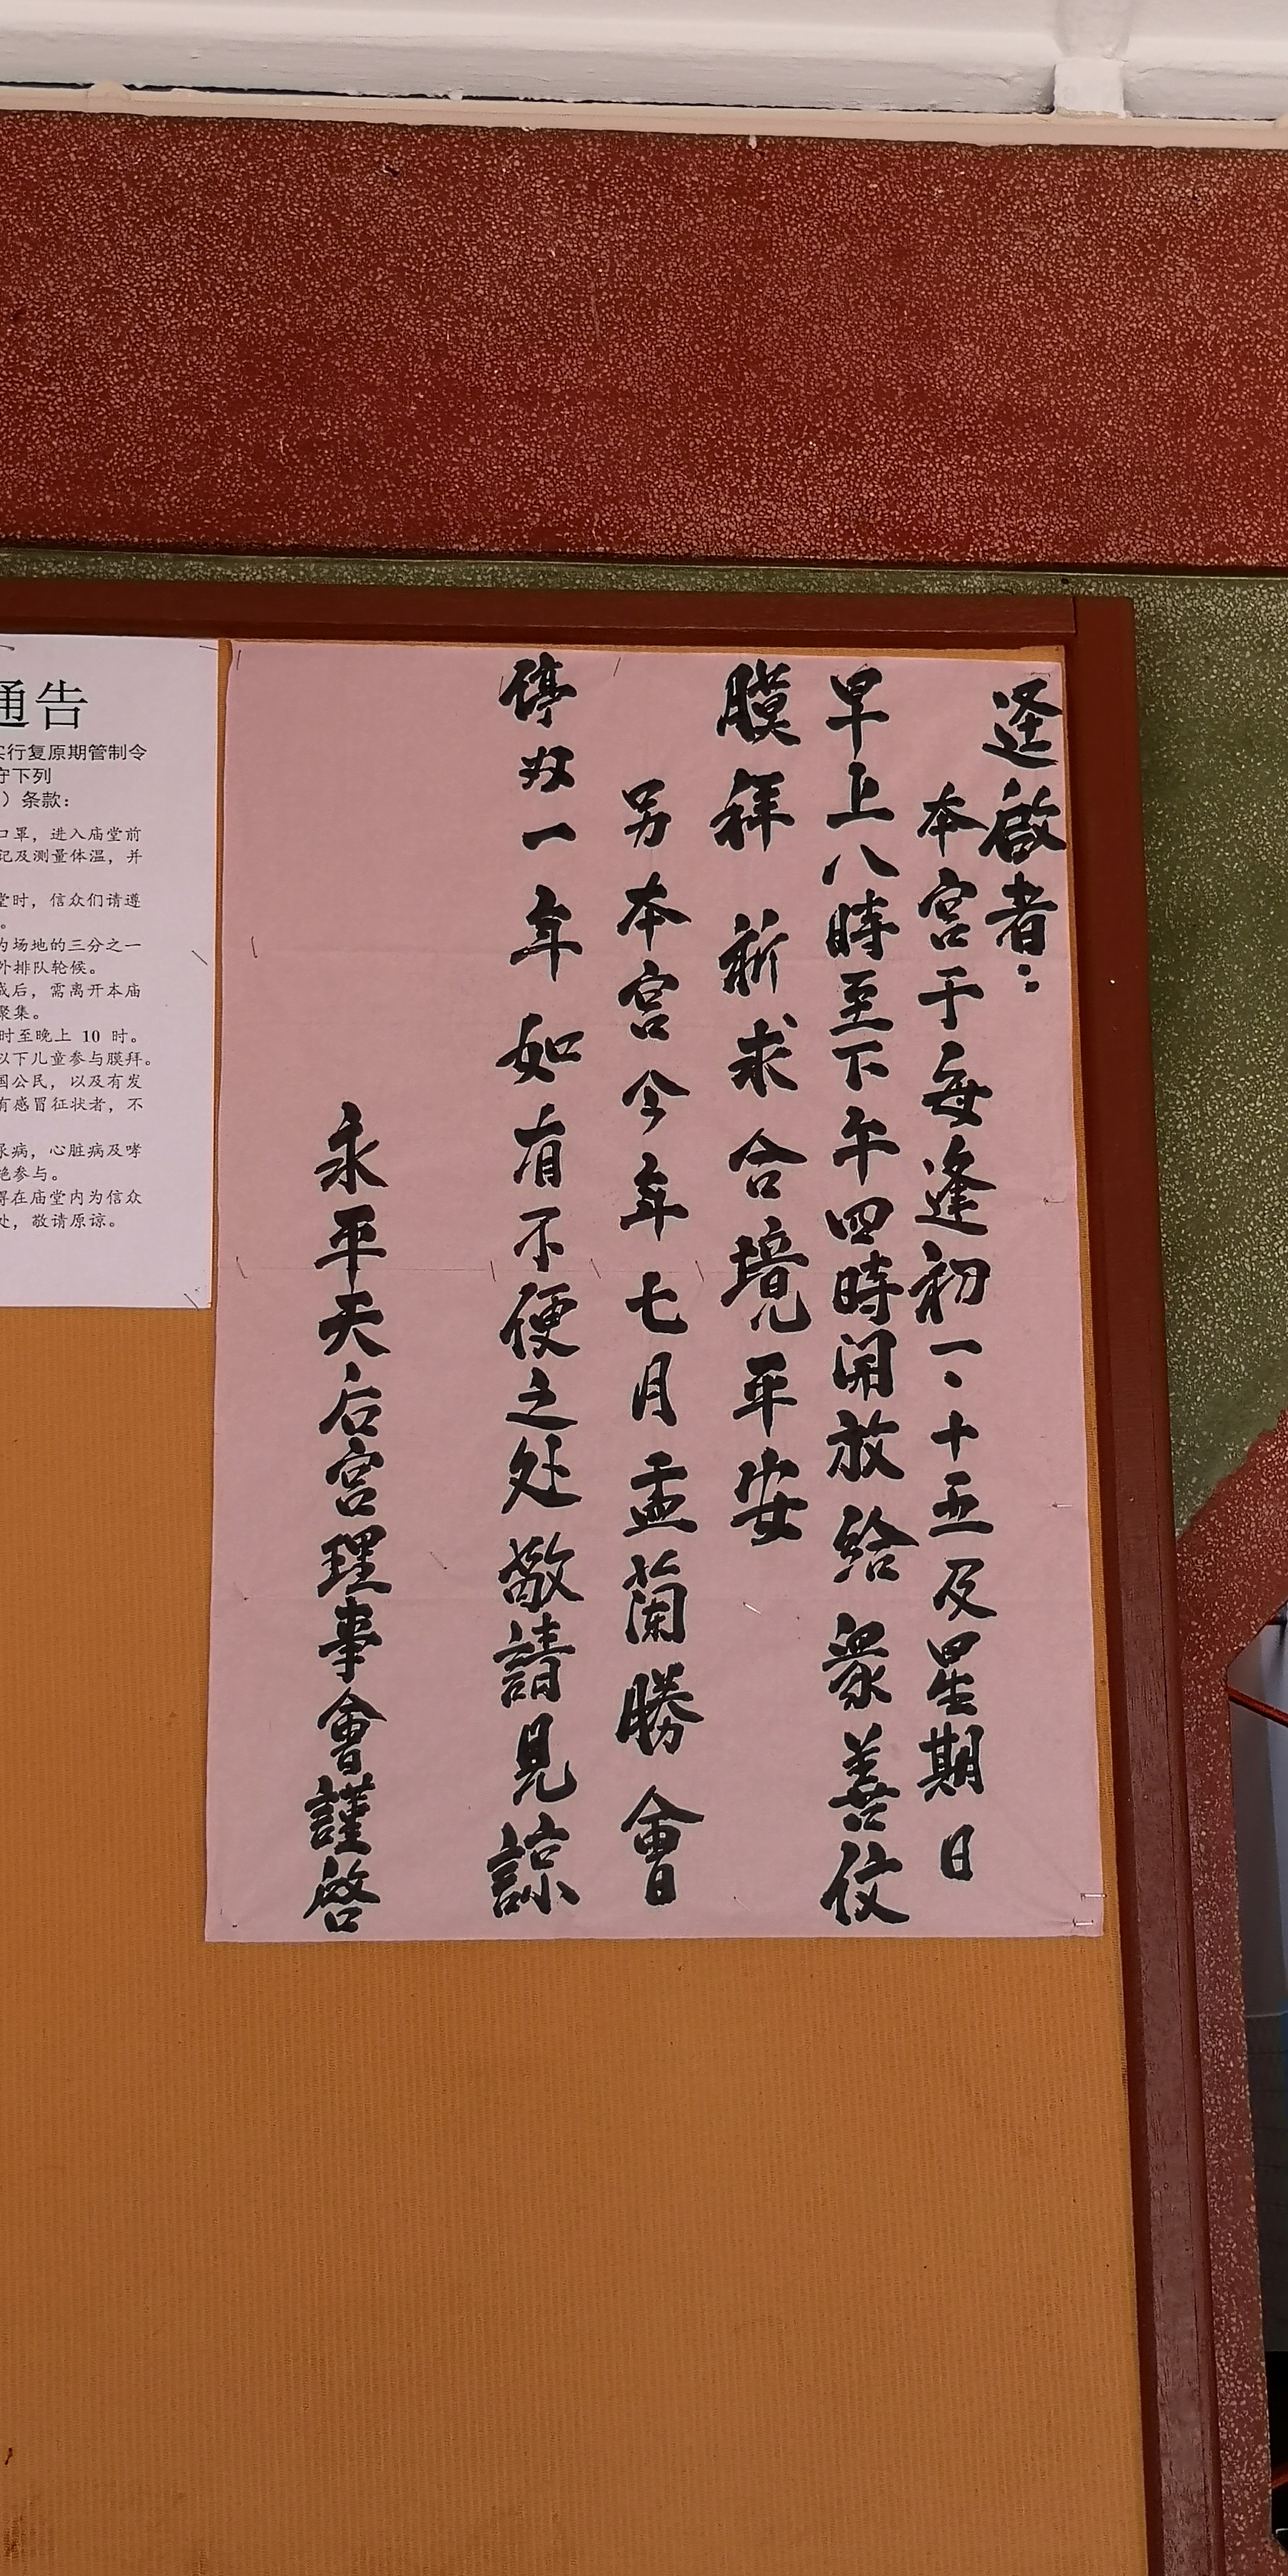 逕啟者：
本宮于每逢初一、十五及星期日
早上八時至下午四時開放給眾善信
膜拜 祈求合境平安
另本宮今年七月盂蘭勝會
停办一年如有不便之处敬請見諒
永平天后宮理事會謹啓
通告
实行复原期管制令
守下列
）条款：
口罩，进入庙堂前
记及测量体温，并
堂时，信众们请遵
。
为场地的三分之一
外排队轮候。
成后，需离开本庙
聚集。
时至晚上 10 时。
以下儿童参与膜拜。
国公民，以及有发
有感冒征状者，不
尿病，心脏病及哮
绝参与。
得在庙堂内为信众
处，敬请原谅。